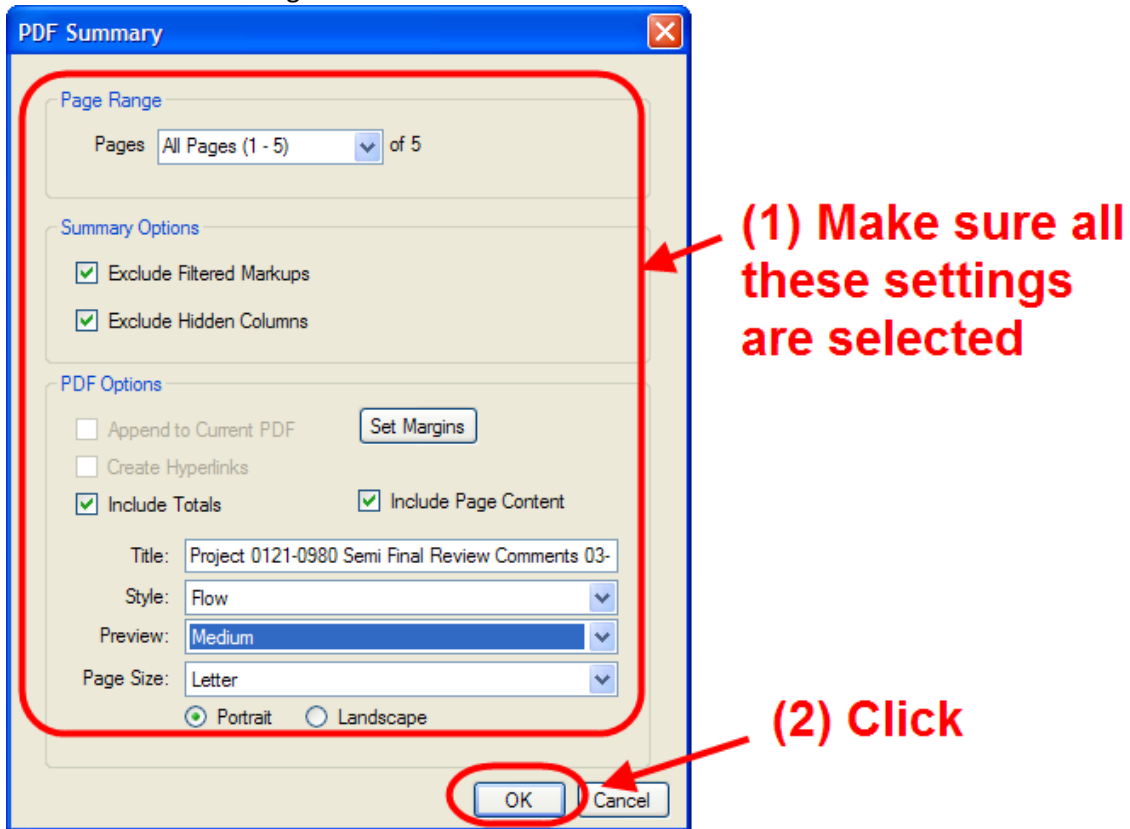 PDF Summary
Page Range
Pages All Pages (1 - 5) of 5
Summary Options
Exclude Filtered Markups
Exclude Hidden Columns
PDF Options
Append to Current PDF Set Margins
Create Hyperlinks
Include Totals Include Page Content
Title: Project 0121-0980 Semi Final Review Comments 03-
Style: Flow
Preview: Medium
Page Size: Letter
Portrait Landscape
OK Cancel
(1) Make sure all
these settings
are selected
(2) Click